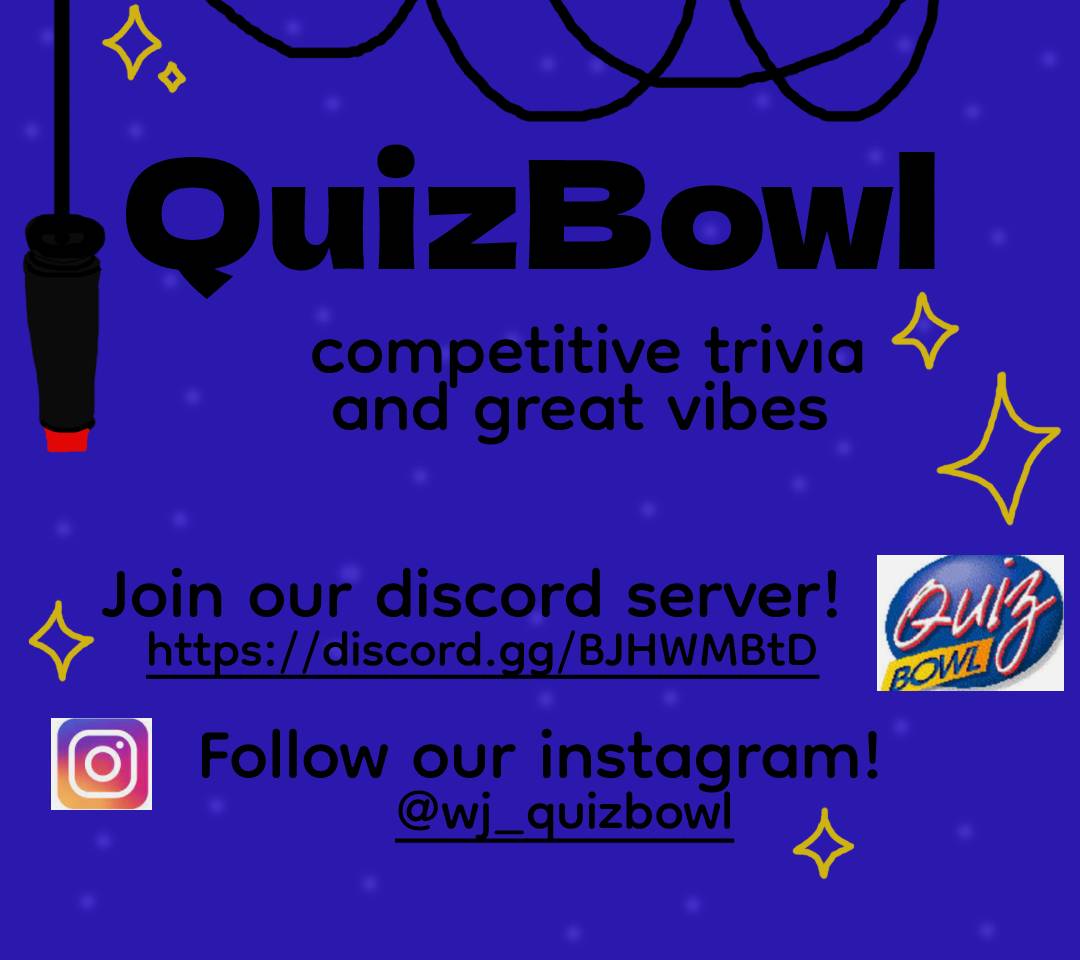 QuizBowl
competitive trivia
and great vibes
Join our discord server!
https://discord.gg/BJHWMBtD
Quiz
BOWL
Follow our instagram!
@wj_quizbowl